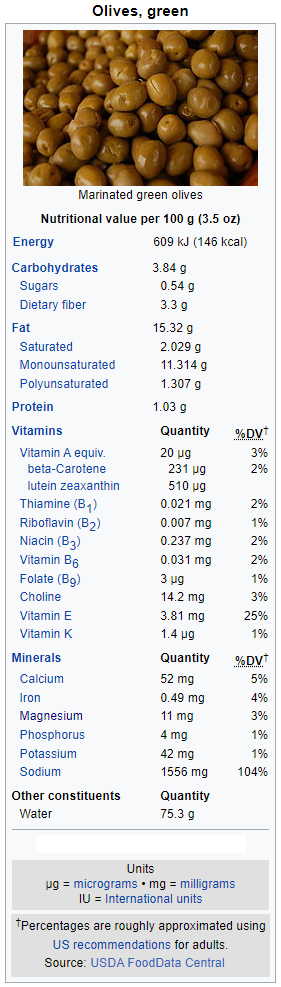 Olives, green
Marinated green olives
Nutritional value per 100 g (3.5 oz)
Energy 609 kJ (146 kcal)
Carbohydrates 3.84 g
Sugars 0.54 g
Dietary fiber 3.3 g
Fat 15.32 g
Saturated 2.029 g
Monounsaturated 11.314 g
Polyunsaturated 1.307 g
Protein 1.03 g
Vitamins Quantity %DV†
Vitamin A equiv. 20 μg 3%
beta-Carotene 231 μg 2%
lutein zeaxanthin 510 μg
Thiamine (B1) 0.021 mg 2%
Riboflavin (B2) 0.007 mg 1%
Niacin (B3) 0.237 mg 2%
Vitamin B6 0.031 mg 2%
Folate (B9) 3 μg 1%
Choline 14.2 mg 3%
Vitamin E 3.81 mg 25%
Vitamin K 1.4 μg 1%
Minerals Quantity %DV†
Calcium 52 mg 5%
Iron 0.49 mg 4%
Magnesium 11 mg 3%
Phosphorus 4 mg 1%
Potassium 42 mg 1%
Sodium 1556 mg 104%
Other constituents Quantity
Water 75.3 g
Units
μg = micrograms • mg = milligrams
IU = International units
†Percentages are roughly approximated using
US recommendations for adults.
Source: USDA FoodData Central